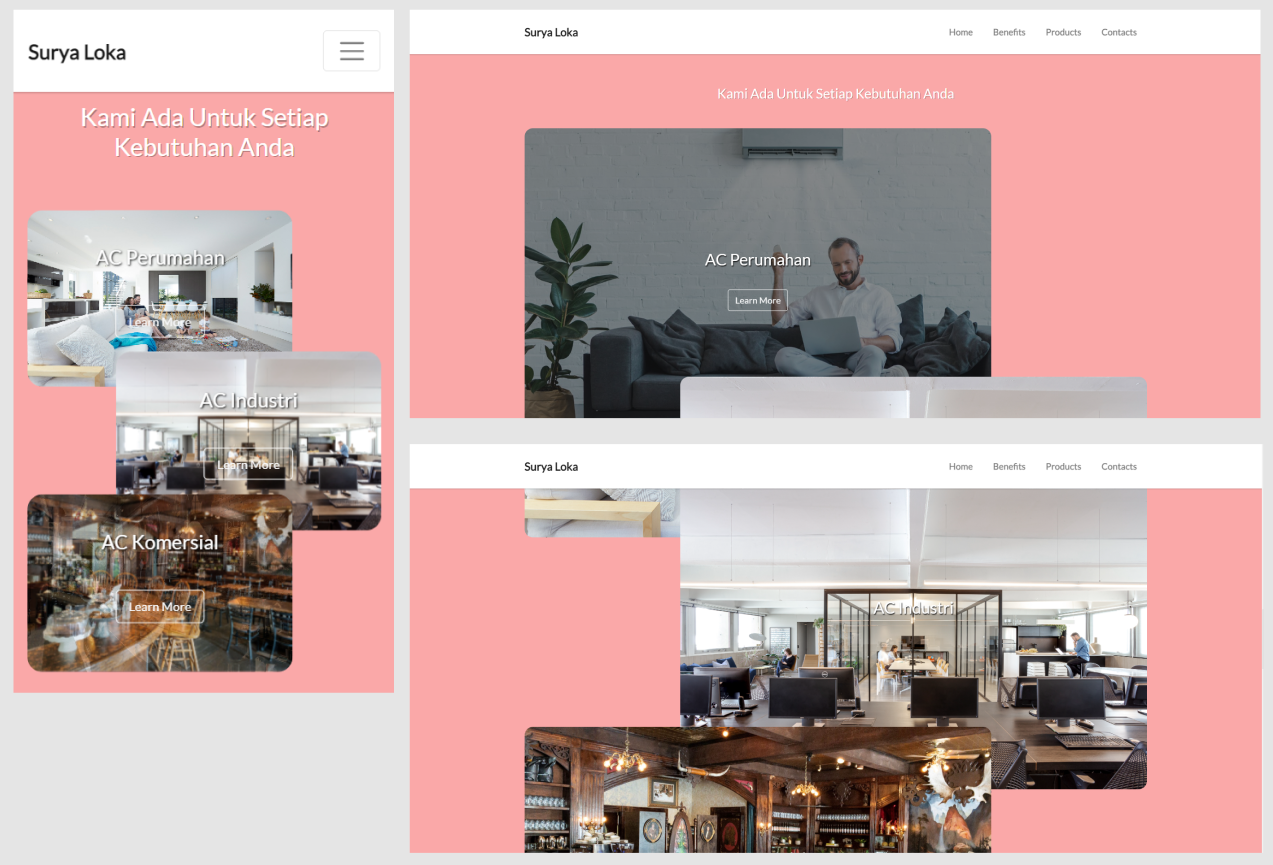 Surya Loka
Kami Ada Untuk Setiap
Kebutuhan Anda
AC Perumahan
Learn More
AC Industri
Learn More
AC Komersial
Learn More
Surya Loka
Home Benefits Products Contacts
Kami Ada Untuk Setiap Kebutuhan Anda
AC Perumahan
Learn More
Surya Loka
Home Benefits Products Contacts
AC Industri